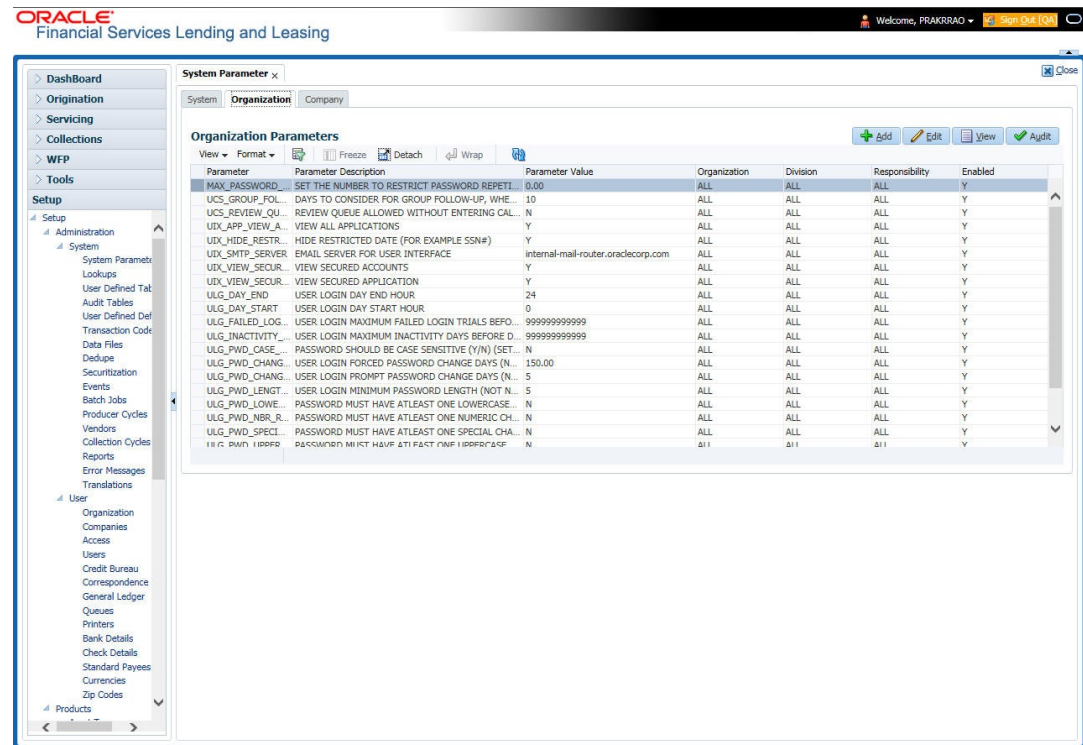 ORACLE
Financial Services Lending and Leasing
Welcome, PRAKRRAO
Sign Out [QA]
Close
DashBoard
Origination
Servicing
Collections
WFP
Tools
Setup
Setup
Administration
System
System Paramete
Lookups
User Defined Tab
Audit Tables
User Defined Def
Transaction Code
Data Files
Dedupe
Securitization
Events
Batch Jobs
Producer Cycles
Vendors
Collection Cycles
Reports
Error Messages
Translations
User
Organization
Companies
Access
Users
Credit Bureau
Correspondence
General Ledger
Queues
Printers
Bank Details
Check Details
Standard Payees
Currencies
Zip Codes
Products
System Parameter x
System Organization Company
Organization Parameters
Add Edit View Audit
View Format Freeze Detach Wrap
Parameter Parameter Description Parameter Value Organization Division Responsibility Enabled
MAX_PASSWORD_... SET THE NUMBER TO RESTRICT PASSWORD REPETI... 0.00 ALL ALL ALL Y
UCS_GROUP_FOL... DAYS TO CONSIDER FOR GROUP FOLLOW-UP, WHE... 10 ALL ALL ALL Y
UCS_REVIEW_QU... REVIEW QUEUE ALLOWED WITHOUT ENTERING CAL... N ALL ALL ALL Y
UIX_APP_VIEW_A... VIEW ALL APPLICATIONS Y ALL ALL ALL Y
UIX_HIDE_RESTR... HIDE RESTRICTED DATE (FOR EXAMPLE SSN#) Y ALL ALL ALL Y
UIX_SMTP_SERVER EMAIL SERVER FOR USER INTERFACE internal-mail-router.oraclecorp.com ALL ALL ALL Y
UIX_VIEW_SECUR... VIEW SECURED ACCOUNTS Y ALL ALL ALL Y
UIX_VIEW_SECUR... VIEW SECURED APPLICATION Y ALL ALL ALL Y
ULG_DAY_END USER LOGIN DAY END HOUR 24 ALL ALL ALL Y
ULG_DAY_START USER LOGIN DAY START HOUR 0 ALL ALL ALL Y
ULG_FAILED_LOG... USER LOGIN MAXIMUM FAILED LOGIN TRIALS BEFO... 999999999999 ALL ALL ALL Y
ULG_INACTIVITY_... USER LOGIN MAXIMUM INACTIVITY DAYS BEFORE D... 999999999999 ALL ALL ALL Y
ULG_PWD_CASE_... PASSWORD SHOULD BE CASE SENSITIVE (Y/N) (SET... N ALL ALL ALL Y
ULG_PWD_CHANG... USER LOGIN FORCED PASSWORD CHANGE DAYS (N... 150.00 ALL ALL ALL Y
ULG_PWD_CHANG... USER LOGIN PROMPT PASSWORD CHANGE DAYS (N... 5 ALL ALL ALL Y
ULG_PWD_LENGT... USER LOGIN MINIMUM PASSWORD LENGTH (NOT N... 5 ALL ALL ALL Y
ULG_PWD_LOWE... PASSWORD MUST HAVE ATLEAST ONE LOWERCASE... N ALL ALL ALL Y
ULG_PWD_NBR_R... PASSWORD MUST HAVE ATLEAST ONE NUMERIC CH... N ALL ALL ALL Y
ULG_PWD_SPECI... PASSWORD MUST HAVE ATLEAST ONE SPECIAL CHA... N ALL ALL ALL Y
ULG_PWD_UPPER PASSWORD MUST HAVE ATLEAST ONE UPPERCASE N ALL ALL ALL Y